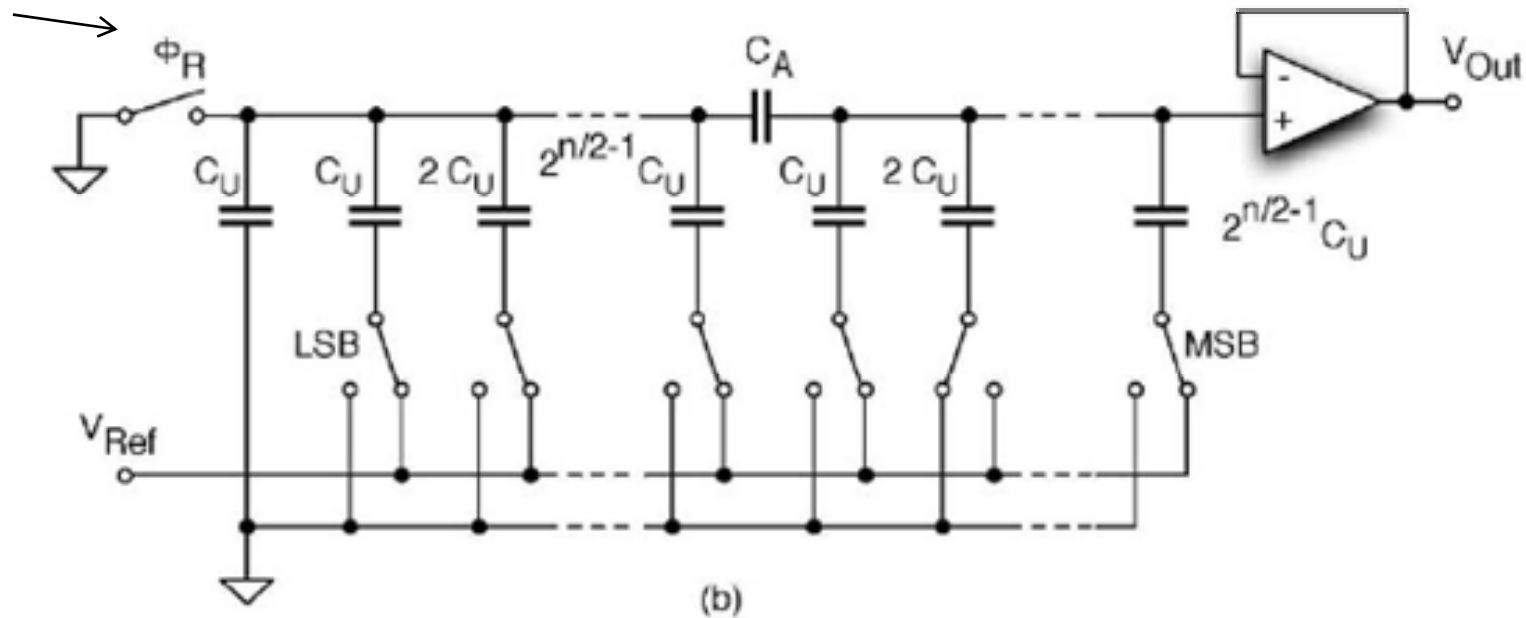 Φ_R
C_A
V_Out
-
+
C_U
C_U
2 C_U
2^{n/2-1}C_U
C_U
2 C_U
2^{n/2-1}C_U
LSB
MSB
V_Ref
(b)